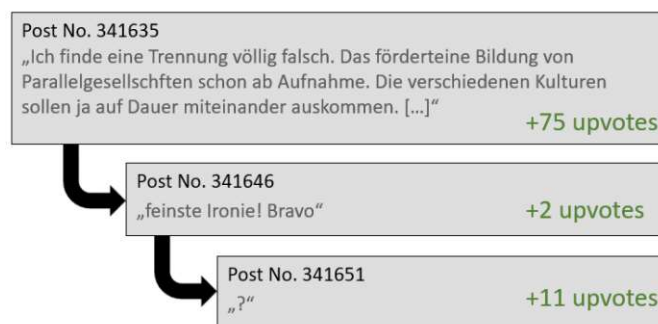 Post No. 341635
„Ich finde eine Trennung völlig falsch. Das förderteine Bildung von
Parallelgesellschften schon ab Aufnahme. Die verschiedenen Kulturen
sollen ja auf Dauer miteinander auskommen. [...]“
+75 upvotes
Post No. 341646
„feinste Ironie! Bravo“
+2 upvotes
Post No. 341651
„?“
+11 upvotes